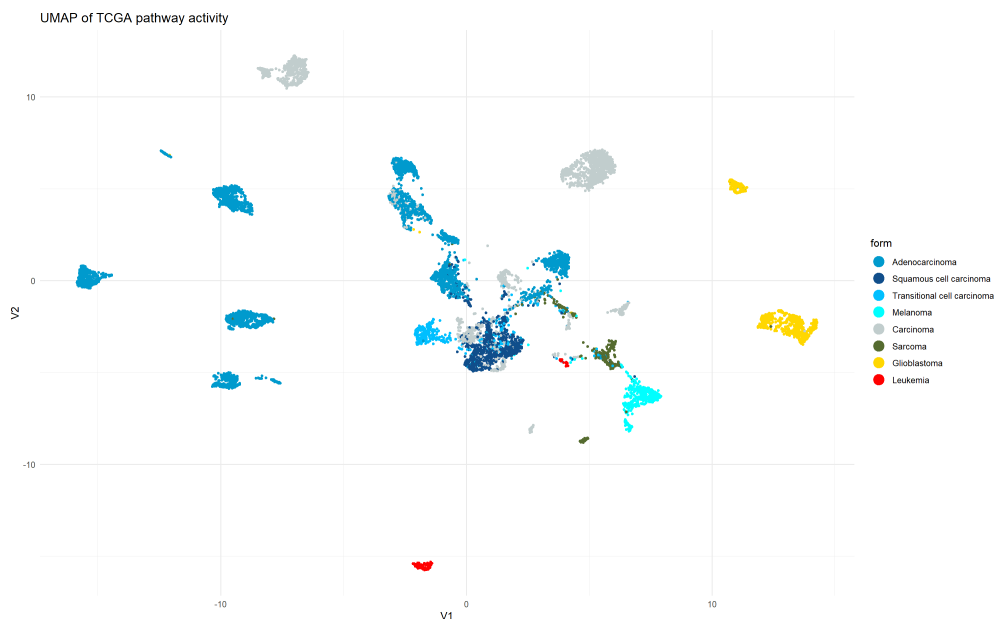 UMAP of TCGA pathway activity
10
0
-10
V2
-10
0
10
V1
form
Adenocarcinoma
Squamous cell carcinoma
Transitional cell carcinoma
Melanoma
Carcinoma
Sarcoma
Glioblastoma
Leukemia